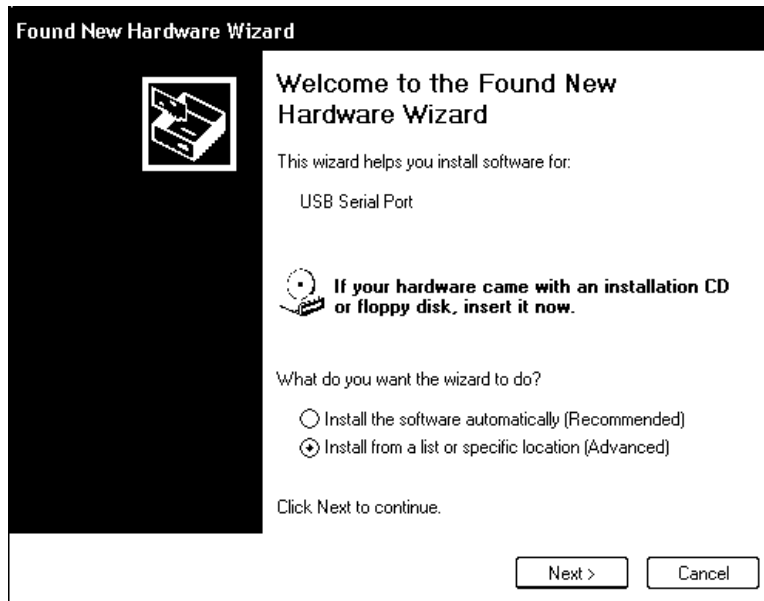 Found New Hardware Wizard
Welcome to the Found New
Hardware Wizard
This wizard helps you install software for:
USB Serial Port
If your hardware came with an installation CD
or floppy disk, insert it now.
What do you want the wizard to do?
Install the software automatically (Recommended)
Install from a list or specific location (Advanced)
Click Next to continue.
Next >
Cancel